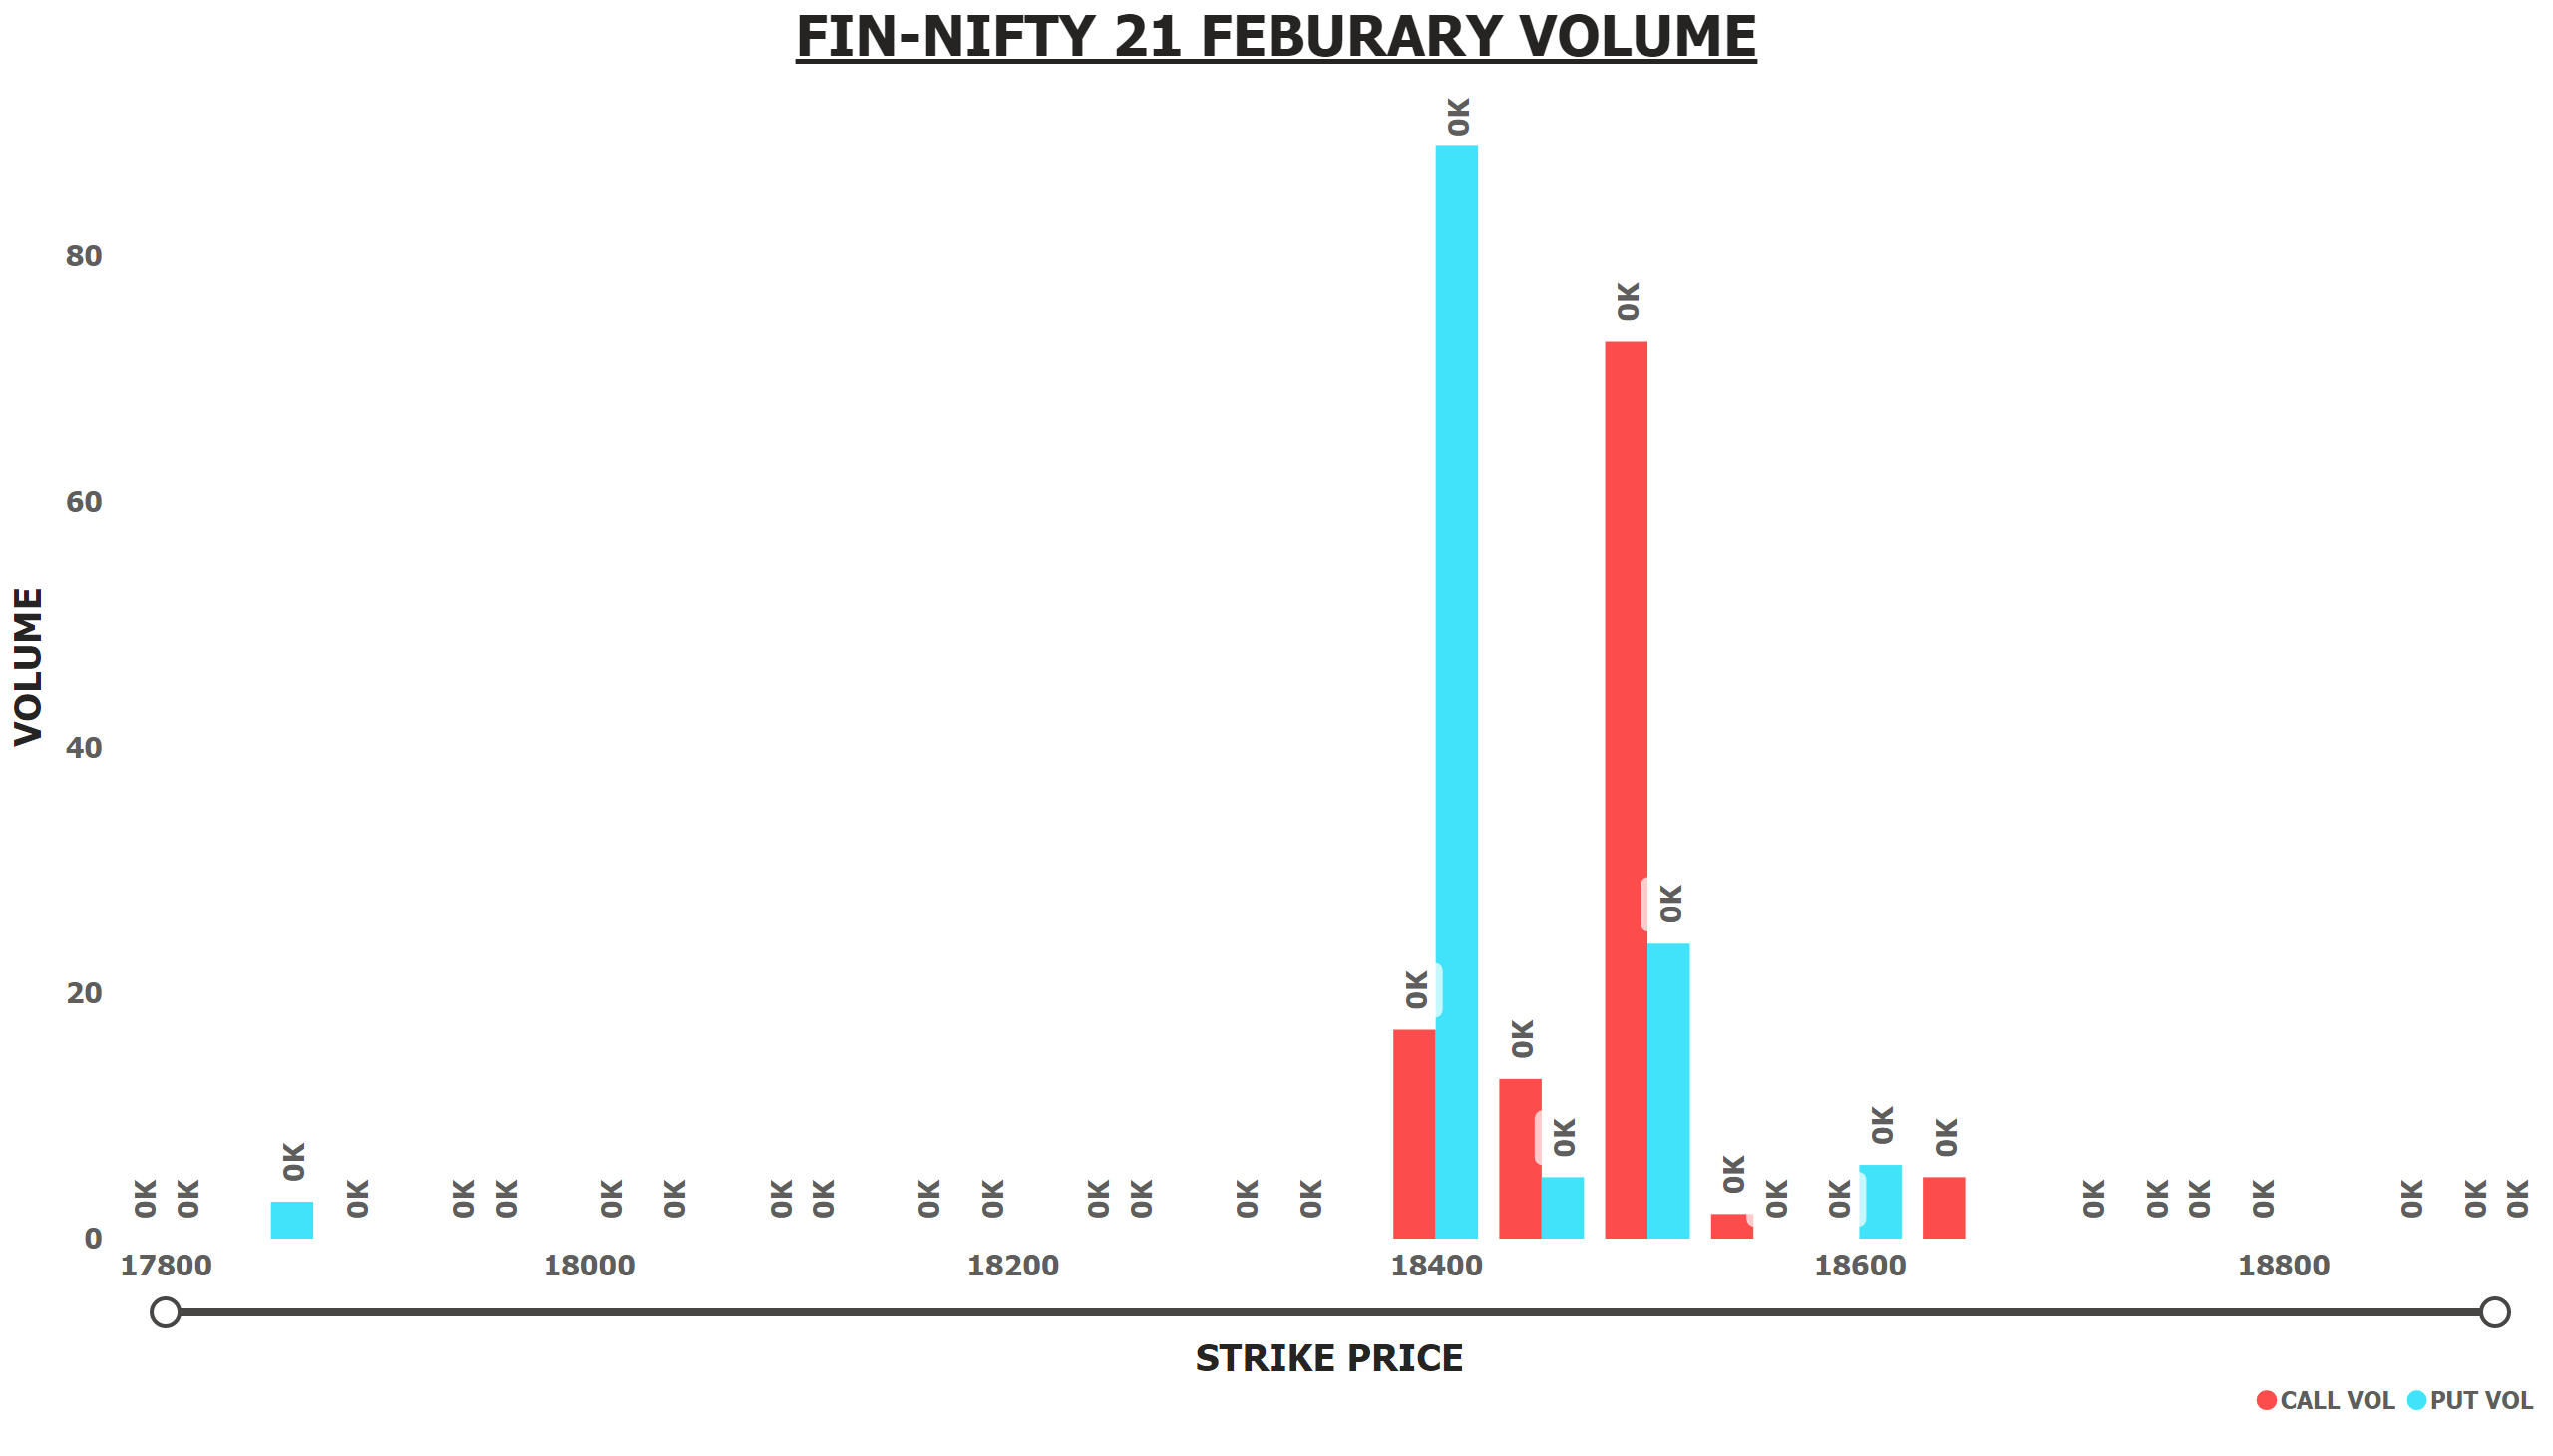 FIN-NIFTY 21 FEBURARY VOLUME
0K
0K
80
60
VOLUME
40
0K
20
0K
0K
0K
0K
0K
0K
0K
0K 0K 0K 0K 0K 0K 0K 0K 0K 0K 0K 0K 0K 0K 0K 0K 0K 0K 0K 0K 0K 0K 0K 0K 0K 0K
0
17800 18000 18200 18400 18600 18800
STRIKE PRICE
CALL VOL PUT VOL